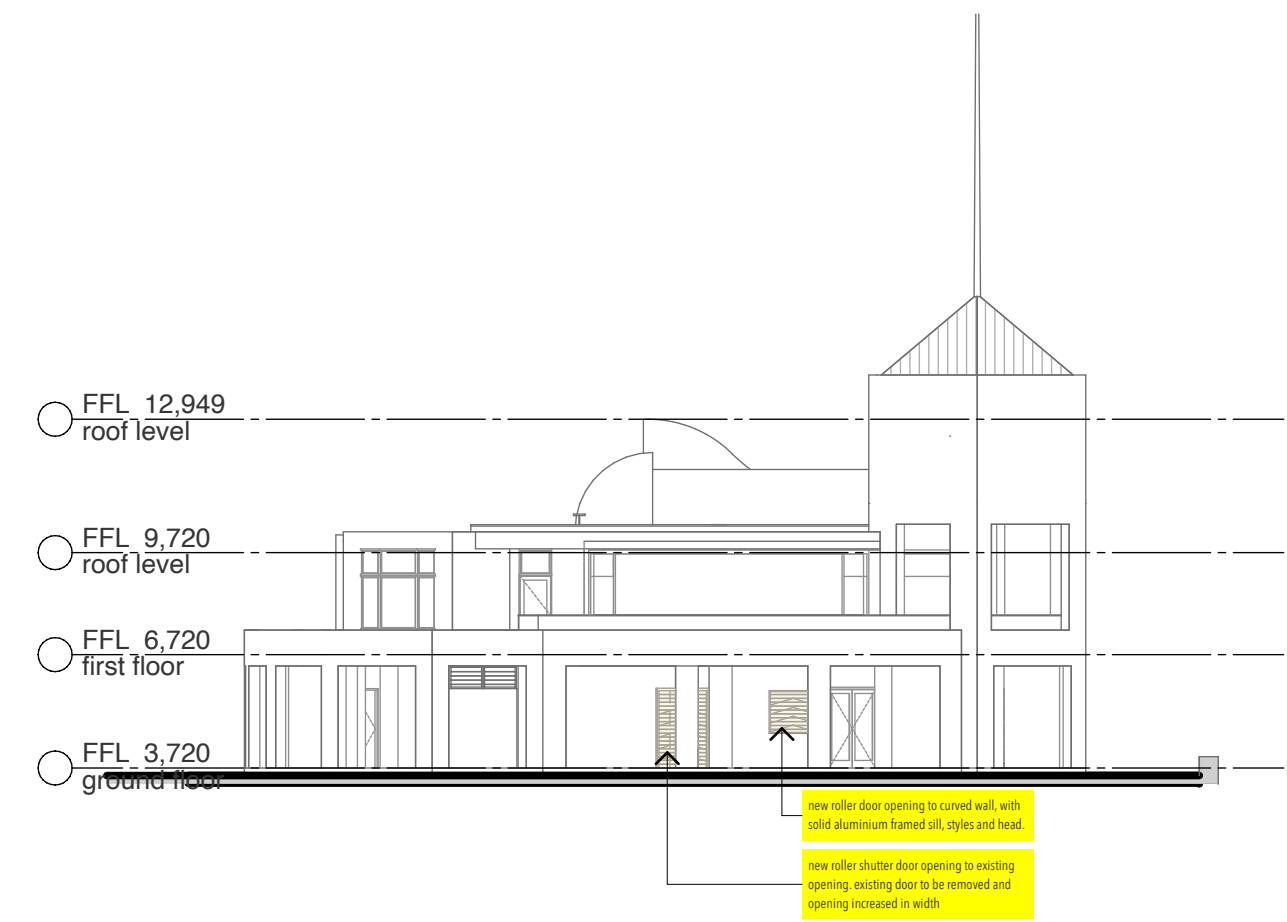 FFL 12,949
roof level
FFL 9,720
roof level
FFL 6,720
first floor
FFL 3,720
ground floor
new roller door opening to curved wall, with
solid aluminium framed sill, styles and head.
new roller shutter door opening to existing
opening. existing door to be removed and
opening increased in width